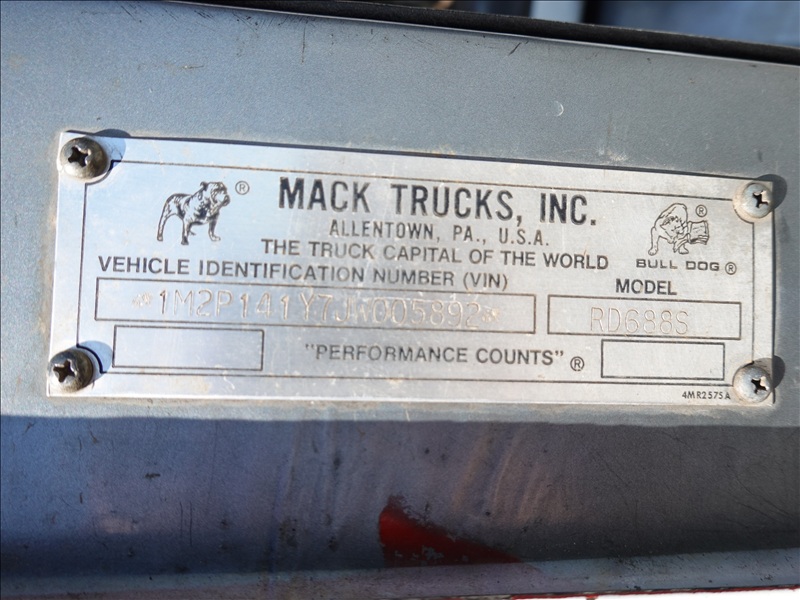 MACK TRUCKS, INC.
ALLENTOWN, PA., U.S.A.
THE TRUCK CAPITAL OF THE WORLD
BULL DOG ®
VEHICLE IDENTIFICATION NUMBER (VIN)
MODEL
*1M2P141Y7JW005892*
RD688S
"PERFORMANCE COUNTS" ®
4MR2575A